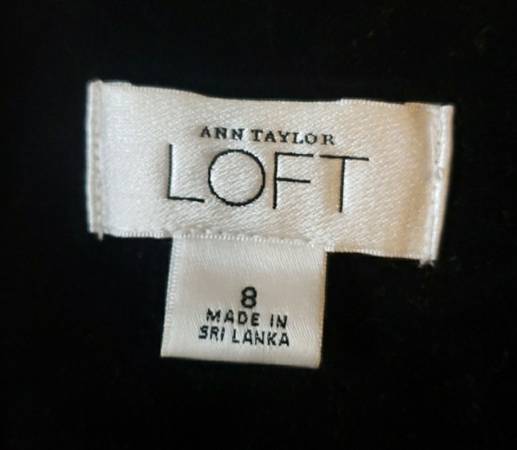 ANN TAYLOR
LOFT
8
MADE IN
SRI LANKA